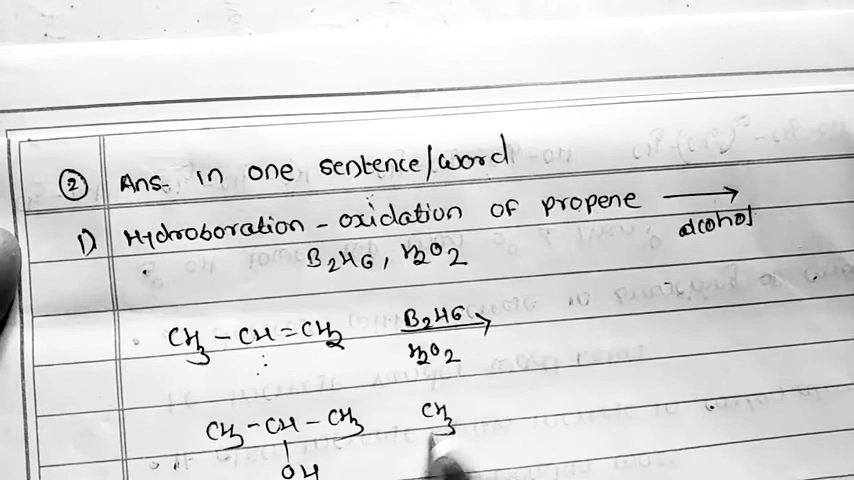 ② Ans. in one sentence/word
1) Hydroboration - oxidation of propene ⟶
alcohol
B2H6, H2O2
CH3 - CH = CH2 B2H6
H2O2
CH3 - CH - CH3 CH3
OH